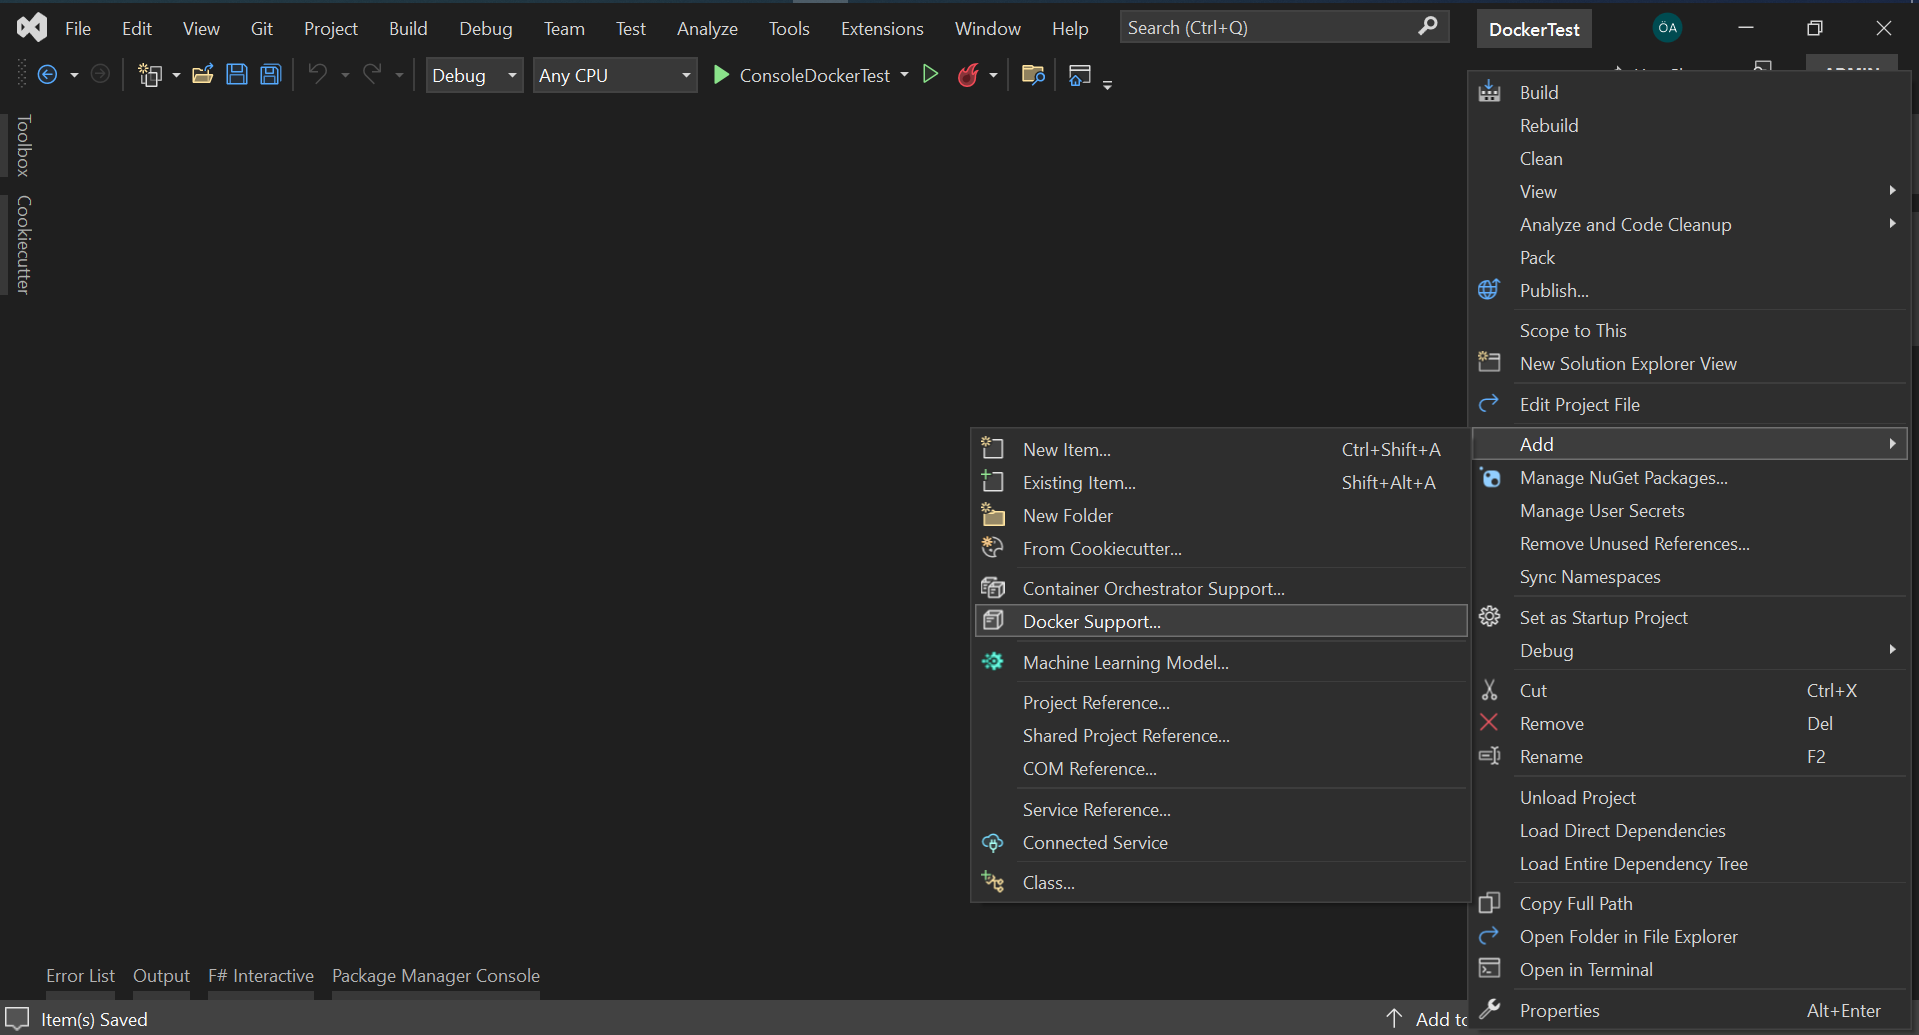 File Edit View Git Project Build Debug Team Test Analyze Tools Extensions Window Help Search (Ctrl+Q) DockerTest ÖA
Debug Any CPU ConsoleDockerTest
ADMIN
Toolbox
Cookiecutter
Build
Rebuild
Clean
View
Analyze and Code Cleanup
Pack
Publish...
Scope to This
New Solution Explorer View
Edit Project File
Add
Manage NuGet Packages...
Manage User Secrets
Remove Unused References...
Sync Namespaces
Set as Startup Project
Debug
Cut Ctrl+X
Remove Del
Rename F2
Unload Project
Load Direct Dependencies
Load Entire Dependency Tree
Copy Full Path
Open Folder in File Explorer
Open in Terminal
Properties Alt+Enter
New Item... Ctrl+Shift+A
Existing Item... Shift+Alt+A
New Folder
From Cookiecutter...
Container Orchestrator Support...
Docker Support...
Machine Learning Model...
Project Reference...
Shared Project Reference...
COM Reference...
Service Reference...
Connected Service
Class...
Error List Output F# Interactive Package Manager Console
Item(s) Saved Add to